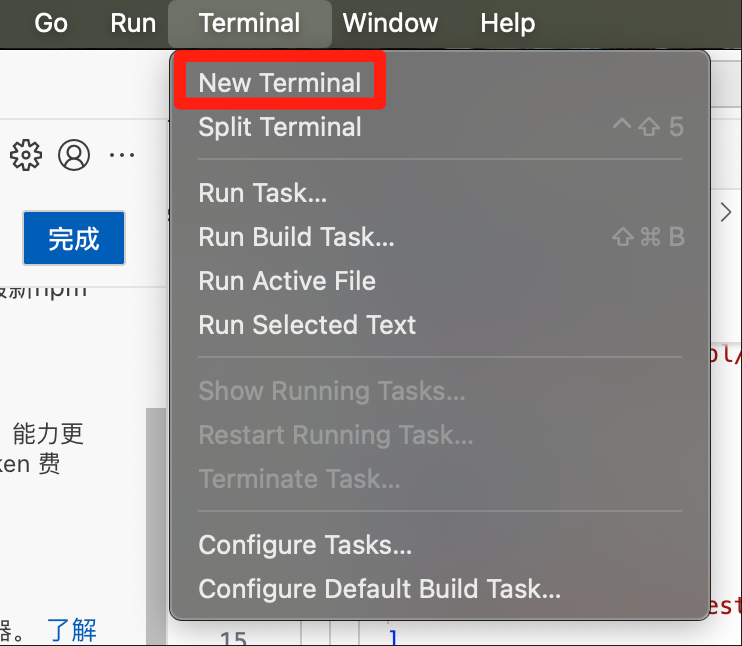 Go Run Terminal Window Help
New Terminal
Split Terminal ^⇧5
Run Task...
Run Build Task... ⇧⌘B
Run Active File
Run Selected Text
Show Running Tasks...
Restart Running Task...
Terminate Task...
Configure Tasks...
Configure Default Build Task...
完成
最新npm
能力更
ken 费
器。 了解
15 ]
pl/
est